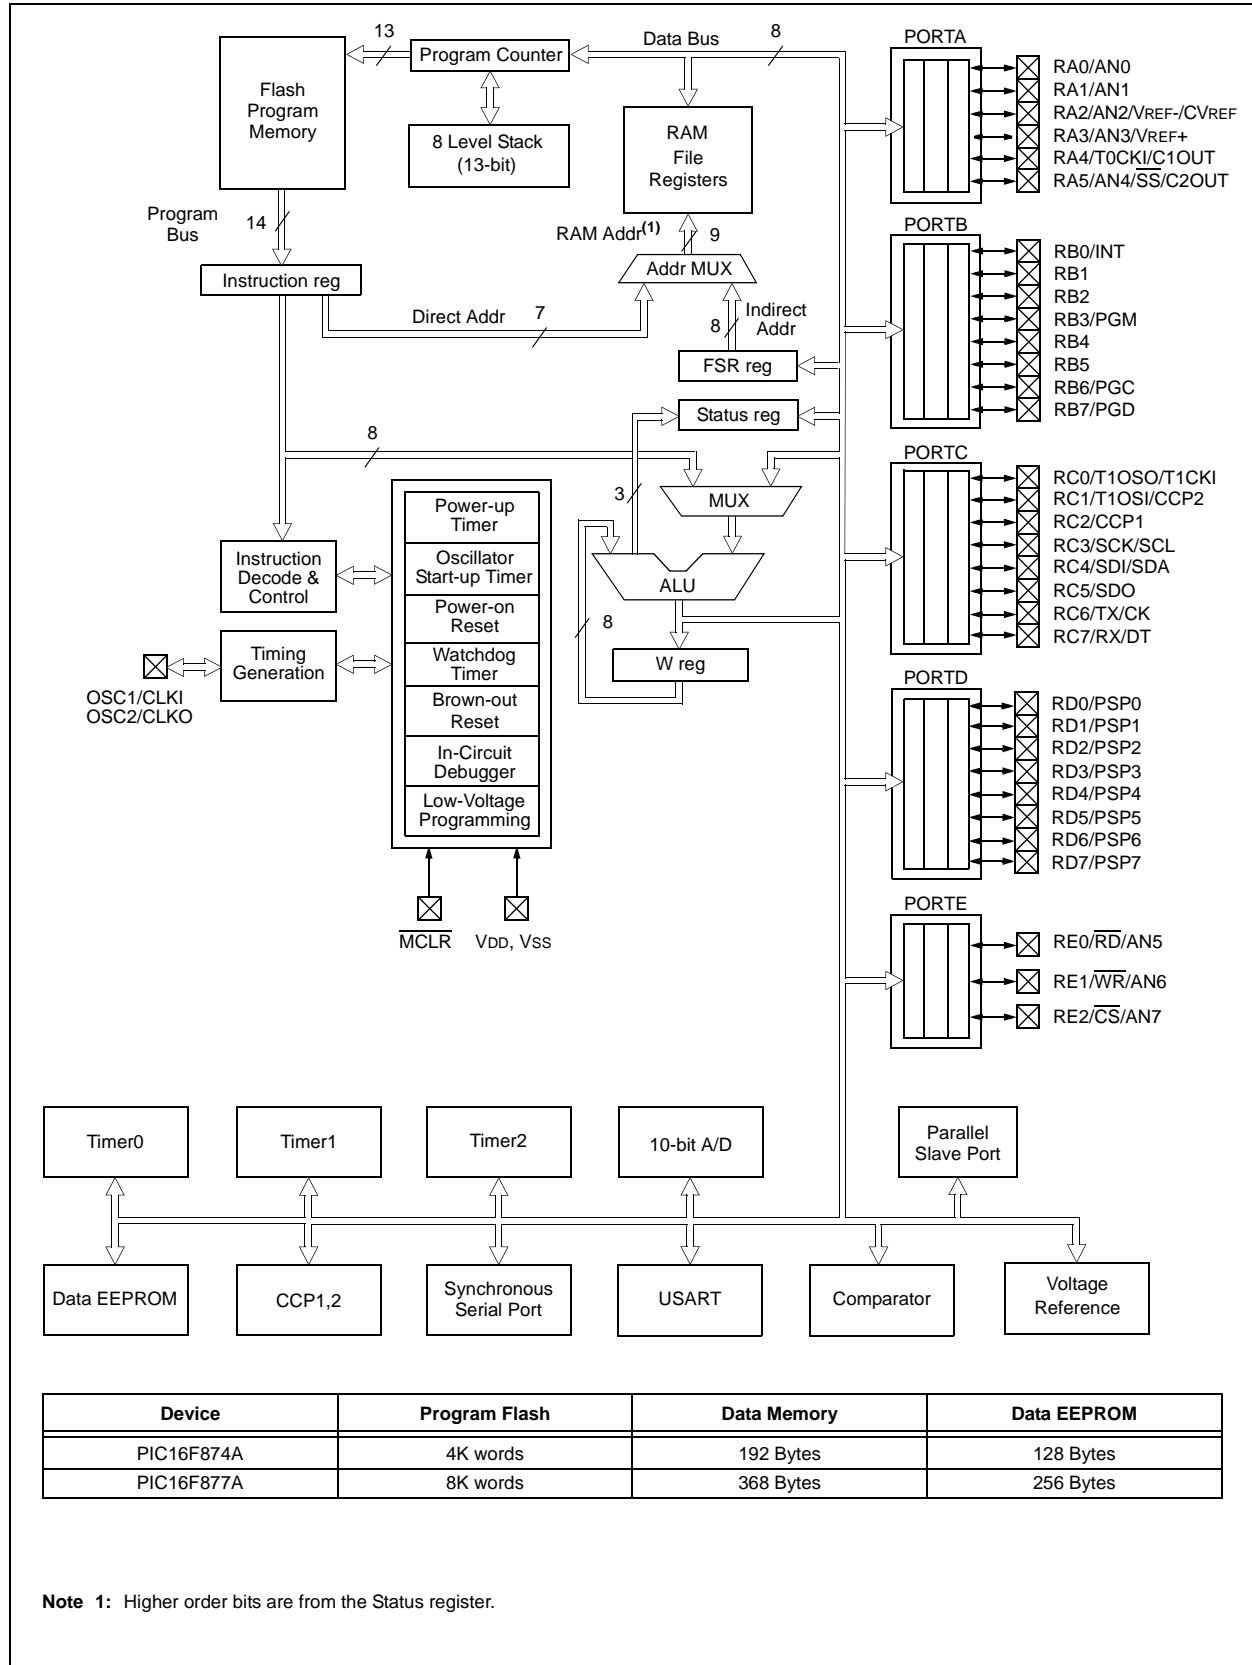 13
Program Counter
Data Bus
8
PORTA
Flash
Program
Memory
8 Level Stack
(13-bit)
RAM
File
Registers
RA0/AN0
RA1/AN1
RA2/AN2/VREF-/CVREF
RA3/AN3/VREF+
RA4/T0CKI/C1OUT
RA5/AN4/SS/C2OUT
Program
Bus
14
RAM Addr(1)
9
PORTB
Instruction reg
Addr MUX
RB0/INT
RB1
RB2
RB3/PGM
RB4
RB5
RB6/PGC
RB7/PGD
Direct Addr
7
8
Indirect
Addr
FSR reg
Status reg
8
3
MUX
PORTC
RC0/T1OSO/T1CKI
RC1/T1OSI/CCP2
RC2/CCP1
RC3/SCK/SCL
RC4/SDI/SDA
RC5/SDO
RC6/TX/CK
RC7/RX/DT
Power-up
Timer
Oscillator
Start-up Timer
Power-on
Reset
Watchdog
Timer
Brown-out
Reset
In-Circuit
Debugger
Low-Voltage
Programming
Instruction
Decode &
Control
ALU
8
W reg
Timing
Generation
OSC1/CLKI
OSC2/CLKO
PORTD
RD0/PSP0
RD1/PSP1
RD2/PSP2
RD3/PSP3
RD4/PSP4
RD5/PSP5
RD6/PSP6
RD7/PSP7
MCLR
VDD, VSS
PORTE
RE0/RD/AN5
RE1/WR/AN6
RE2/CS/AN7
Timer0
Timer1
Timer2
10-bit A/D
Parallel
Slave Port
Data EEPROM
CCP1,2
Synchronous
Serial Port
USART
Comparator
Voltage
Reference
Device Program Flash Data Memory Data EEPROM
PIC16F874A 4K words 192 Bytes 128 Bytes
PIC16F877A 8K words 368 Bytes 256 Bytes
Note 1: Higher order bits are from the Status register.